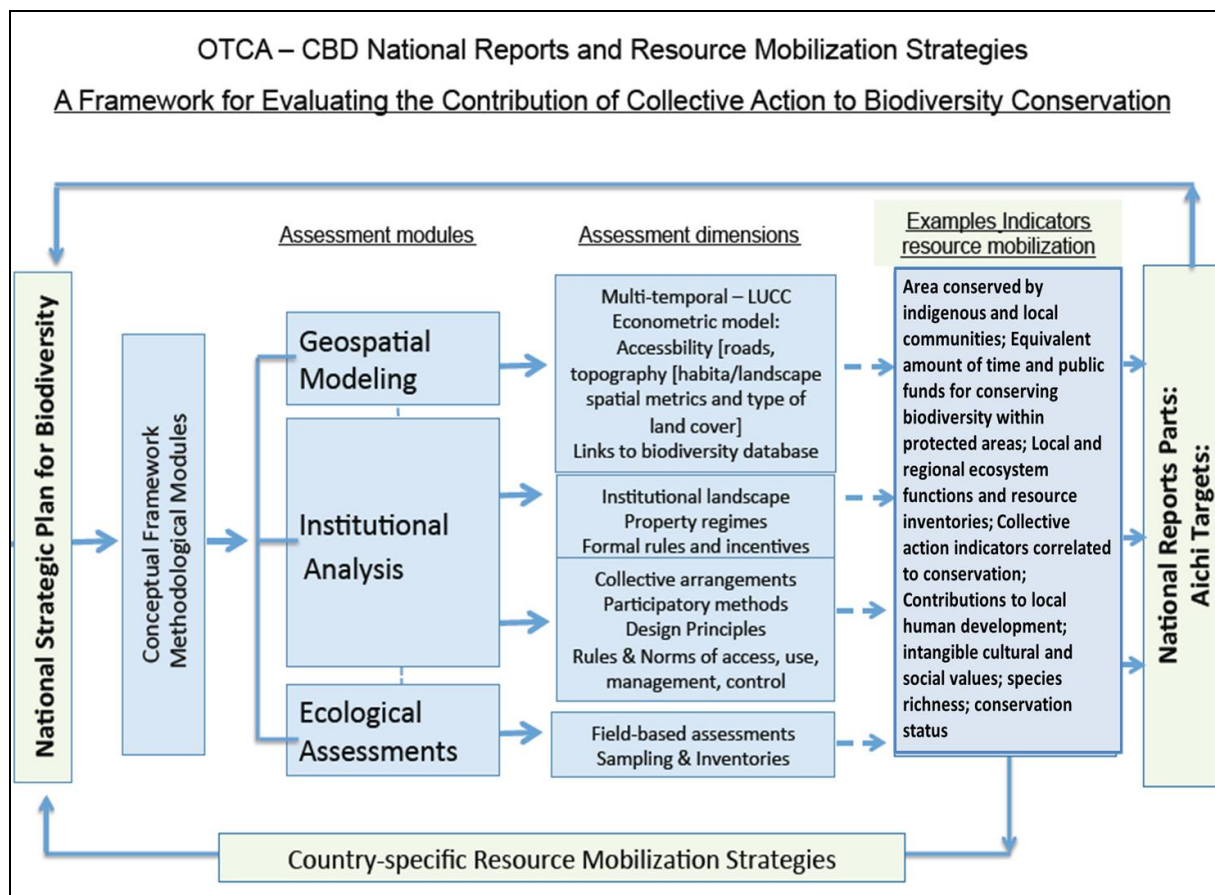 OTCA – CBD National Reports and Resource Mobilization Strategies
A Framework for Evaluating the Contribution of Collective Action to Biodiversity Conservation
Assessment modules
Assessment dimensions
Examples Indicators
resource mobilization
National Strategic Plan for Biodiversity
Conceptual Framework
Methodological Modules
Geospatial
Modeling
Institutional
Analysis
Ecological
Assessments
Multi-temporal – LUCC
Econometric model:
Accessbility [roads,
topography [habita/landscape
spatial metrics and type of
land cover]
Links to biodiversity database
Institutional landscape
Property regimes
Formal rules and incentives
Collective arrangements
Participatory methods
Design Principles
Rules & Norms of access, use,
management, control
Field-based assessments
Sampling & Inventories
Area conserved by
indigenous and local
communities; Equivalent
amount of time and public
funds for conserving
biodiversity within
protected areas; Local and
regional ecosystem
functions and resource
inventories; Collective
action indicators correlated
to conservation;
Contributions to local
human development;
intangible cultural and
social values; species
richness; conservation
status
National Reports Parts:
Aichi Targets:
Country-specific Resource Mobilization Strategies